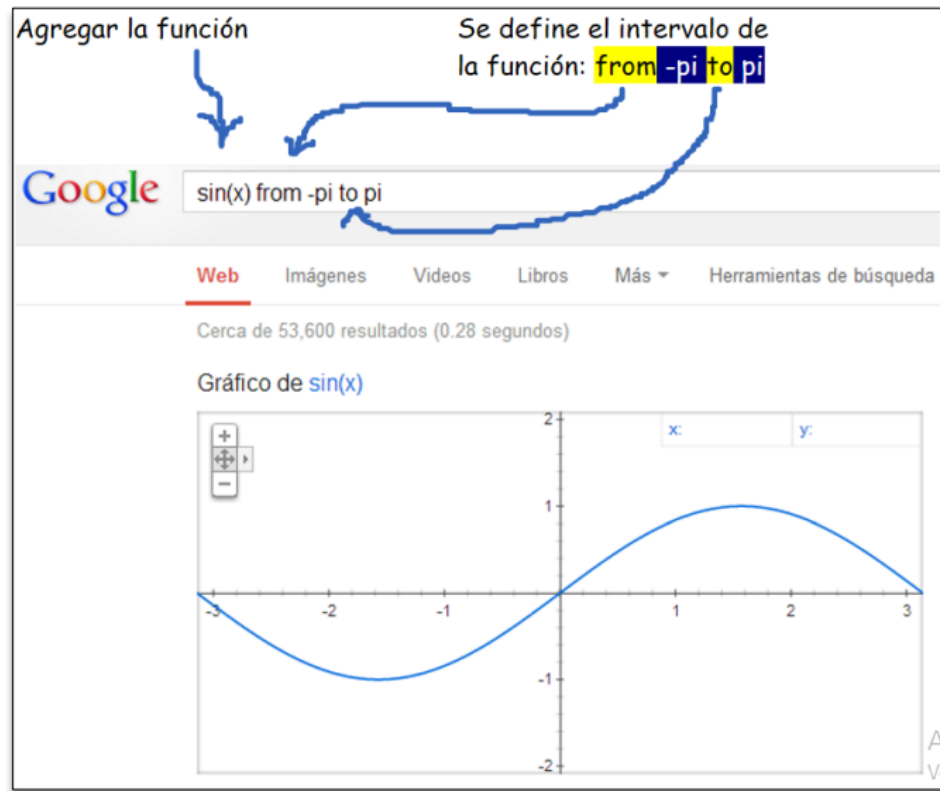 Agregar la función
Se define el intervalo de
la función: from -pi to pi
Google
sin(x) from -pi to pi
Web Imágenes Videos Libros Más Herramientas de búsqueda
Cerca de 53,600 resultados (0.28 segundos)
Gráfico de sin(x)
+
−
x: y:
2
1
-3 -2 -1 1 2 3
-1
-2